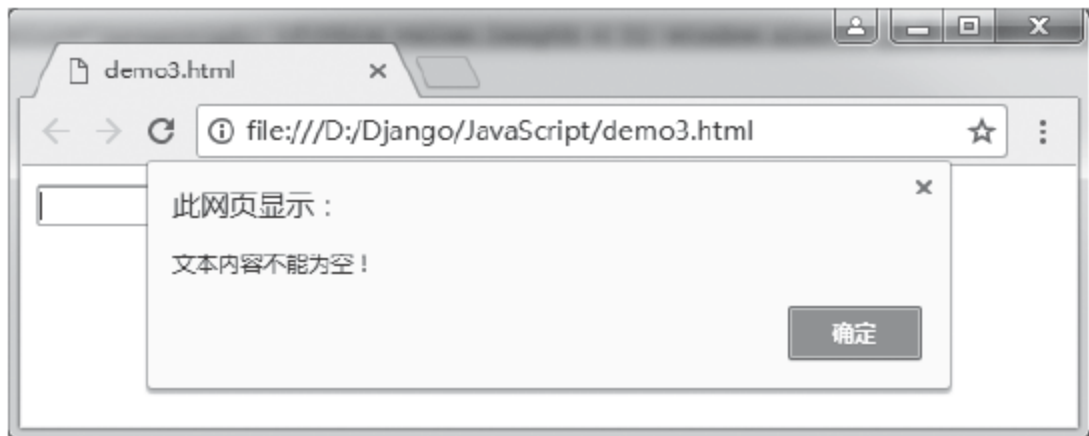 demo3.html
file:///D:/Django/JavaScript/demo3.html
此网页显示：
文本内容不能为空！
确定